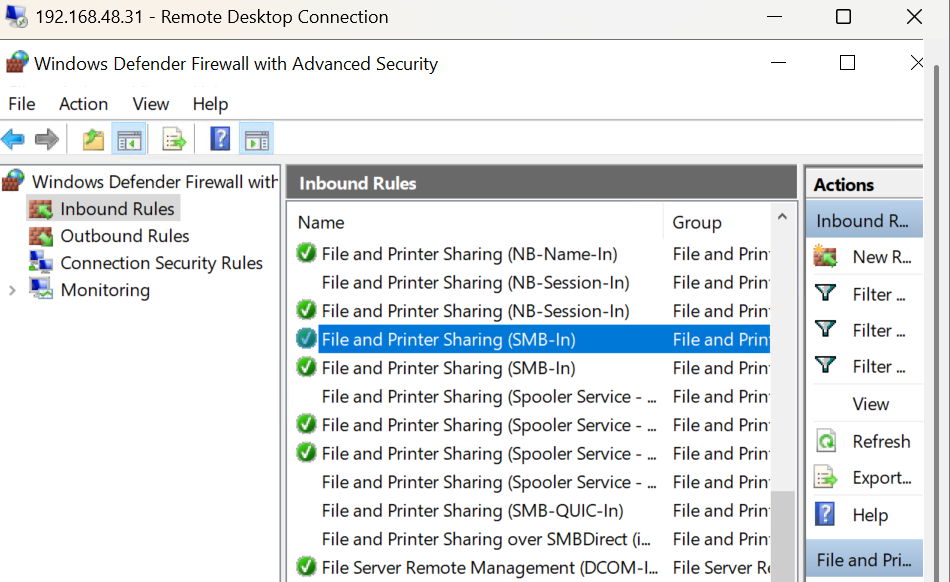 192.168.48.31 - Remote Desktop Connection
Windows Defender Firewall with Advanced Security
File Action View Help
Windows Defender Firewall with
Inbound Rules
Outbound Rules
Connection Security Rules
Monitoring
Inbound Rules
Name Group
File and Printer Sharing (NB-Name-In) File and Prin
File and Printer Sharing (NB-Session-In) File and Prin
File and Printer Sharing (NB-Session-In) File and Prin
File and Printer Sharing (SMB-In) File and Prin
File and Printer Sharing (SMB-In) File and Prin
File and Printer Sharing (Spooler Service - ... File and Prin
File and Printer Sharing (Spooler Service - ... File and Prin
File and Printer Sharing (Spooler Service - ... File and Prin
File and Printer Sharing (Spooler Service - ... File and Prin
File and Printer Sharing (SMB-QUIC-In) File and Prin
File and Printer Sharing over SMBDirect (i... File and Prin
File Server Remote Management (DCOM-I... File Server Re
Actions
Inbound R...
New R...
Filter ...
Filter ...
Filter ...
View
Refresh
Export...
Help
File and Pri...